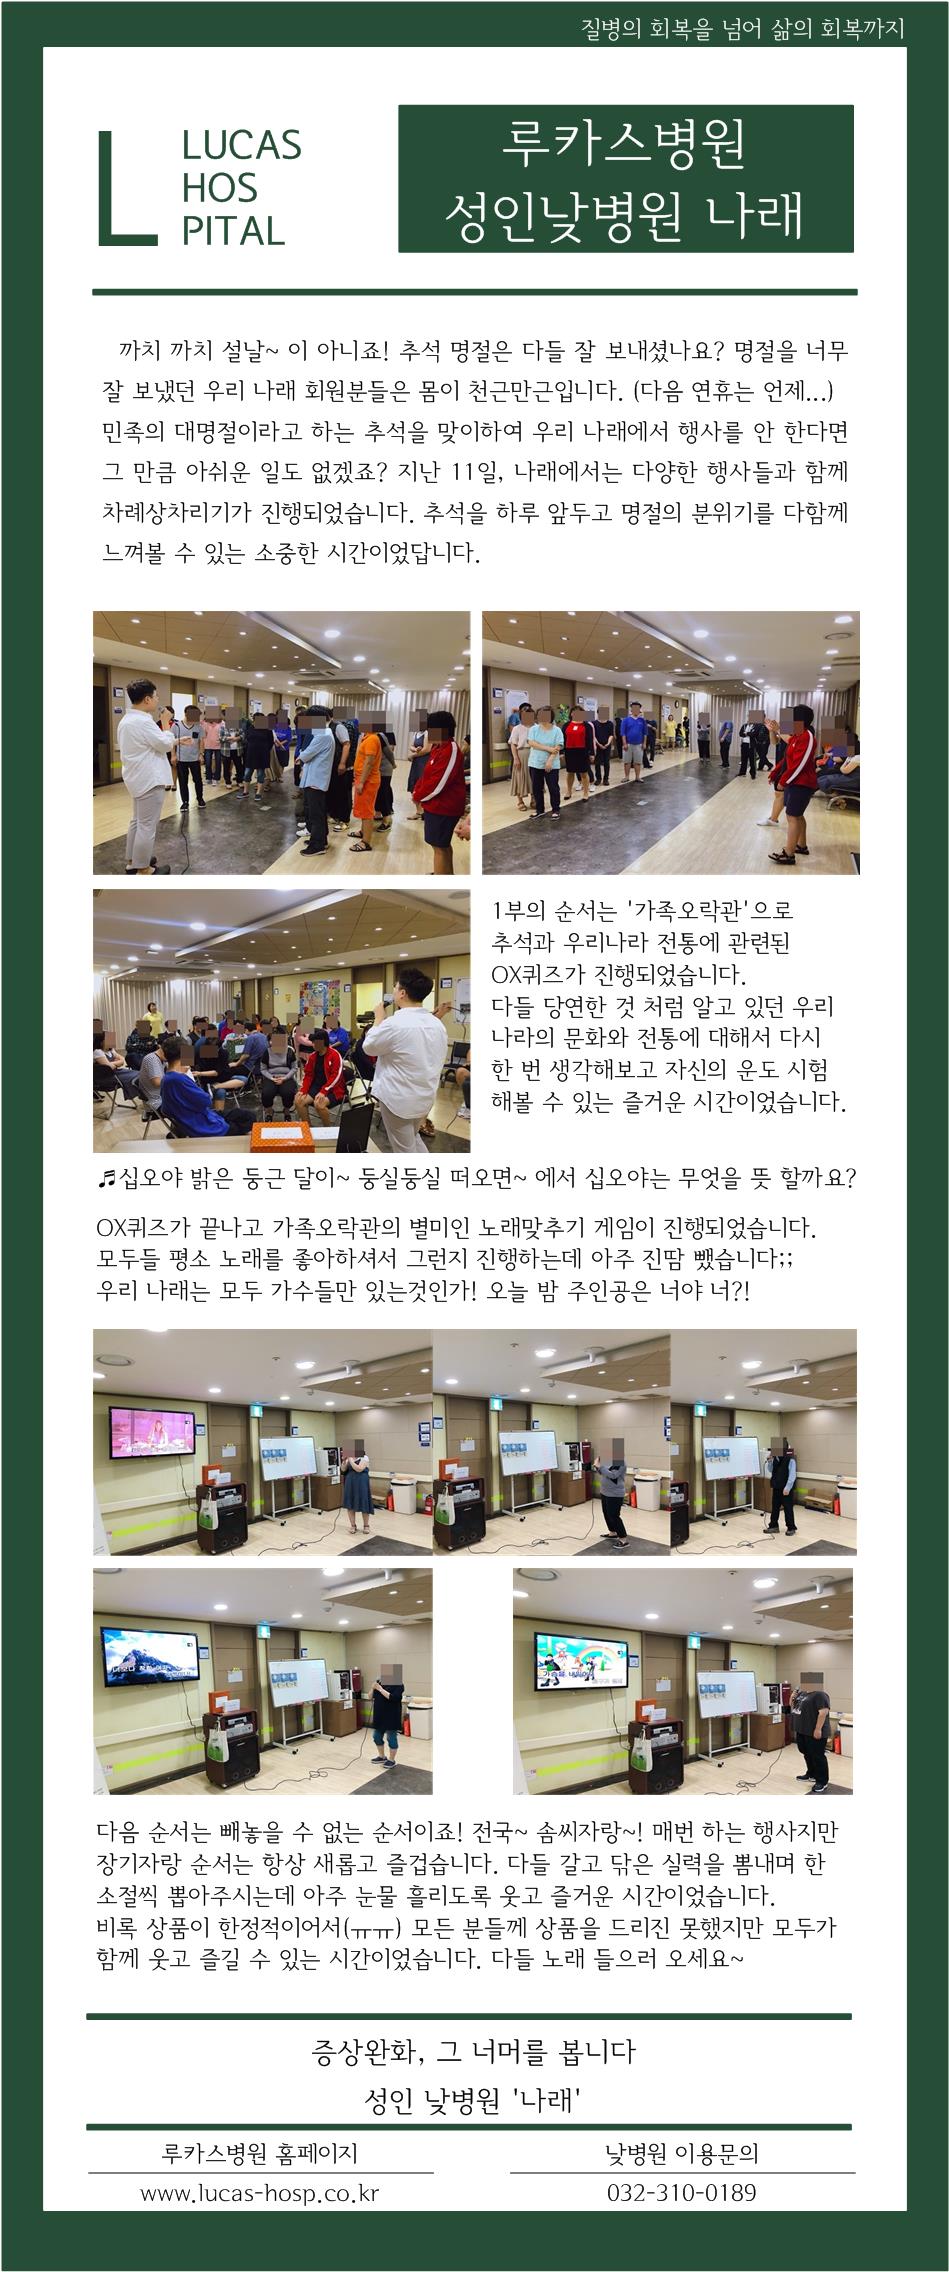 질병의 회복을 넘어 삶의 회복까지
LUCAS
HOS
PITAL
루카스병원
성인낮병원 나래
까치 까치 설날~ 이 아니죠! 추석 명절은 다들 잘 보내셨나요? 명절을 너무
잘 보냈던 우리 나래 회원분들은 몸이 천근만근입니다. (다음 연휴는 언제...)
민족의 대명절이라고 하는 추석을 맞이하여 우리 나래에서 행사를 안 한다면
그 만큼 아쉬운 일도 없겠죠? 지난 11일, 나래에서는 다양한 행사들과 함께
차례상차리기가 진행되었습니다. 추석을 하루 앞두고 명절의 분위기를 다함께
느껴볼 수 있는 소중한 시간이었답니다.
1부의 순서는 '가족오락관'으로
추석과 우리나라 전통에 관련된
OX퀴즈가 진행되었습니다.
다들 당연한 것 처럼 알고 있던 우리
나라의 문화와 전통에 대해서 다시
한 번 생각해보고 자신의 운도 시험
해볼 수 있는 즐거운 시간이었습니다.
♬십오야 밝은 둥근 달이~ 둥실둥실 떠오면~ 에서 십오야는 무엇을 뜻 할까요?
OX퀴즈가 끝나고 가족오락관의 별미인 노래맞추기 게임이 진행되었습니다.
모두들 평소 노래를 좋아하셔서 그런지 진행하는데 아주 진땀 뺐습니다;;
우리 나래는 모두 가수들만 있는것인가! 오늘 밤 주인공은 너야 너?!
다음 순서는 빼놓을 수 없는 순서이죠! 전국~ 솜씨자랑~! 매번 하는 행사지만
장기자랑 순서는 항상 새롭고 즐겁습니다. 다들 갈고 닦은 실력을 뽐내며 한
소절씩 뽑아주시는데 아주 눈물 흘리도록 웃고 즐거운 시간이었습니다.
비록 상품이 한정적이어서(ㅠㅠ) 모든 분들께 상품을 드리진 못했지만 모두가
함께 웃고 즐길 수 있는 시간이었습니다. 다들 노래 들으러 오세요~
증상완화, 그 너머를 봅니다
성인 낮병원 '나래'
루카스병원 홈페이지
낮병원 이용문의
www.lucas-hosp.co.kr
032-310-0189